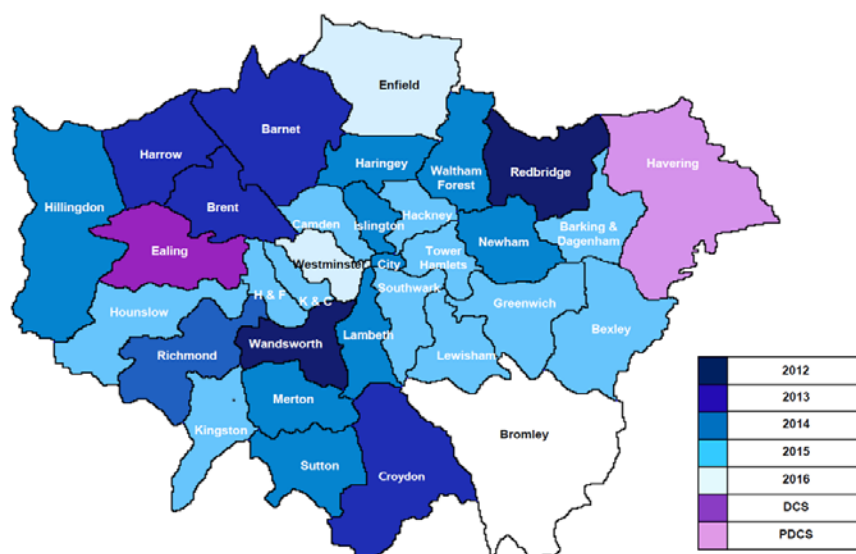 Enfield
Barnet
Harrow
Haringey
Waltham
Forest
Redbridge
Havering
Hillingdon
Brent
Camden
Islington
Hackney
Newham
Barking &
Dagenham
Ealing
Westminster
City
Tower
Hamlets
Hounslow
H & F
K & C
Southwark
Greenwich
Bexley
Richmond
Wandsworth
Lambeth
Lewisham
Kingston
Merton
Bromley
Sutton
Croydon
2012
2013
2014
2015
2016
DCS
PDCS